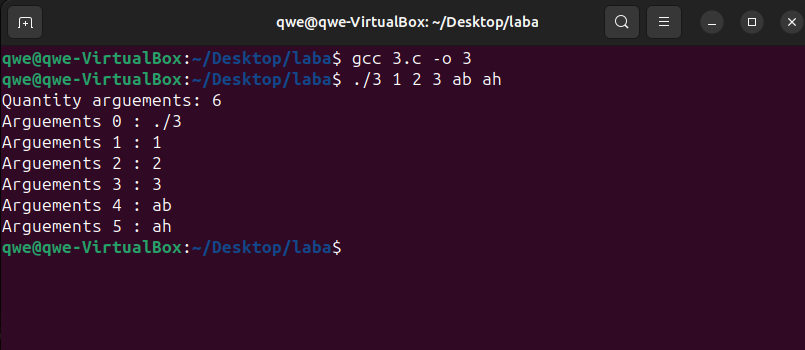 qwe@qwe-VirtualBox: ~/Desktop/laba
qwe@qwe-VirtualBox:~/Desktop/laba$ gcc 3.c -o 3
qwe@qwe-VirtualBox:~/Desktop/laba$ ./3 1 2 3 ab ah
Quantity arguements: 6
Arguements 0 : ./3
Arguements 1 : 1
Arguements 2 : 2
Arguements 3 : 3
Arguements 4 : ab
Arguements 5 : ah
qwe@qwe-VirtualBox:~/Desktop/laba$